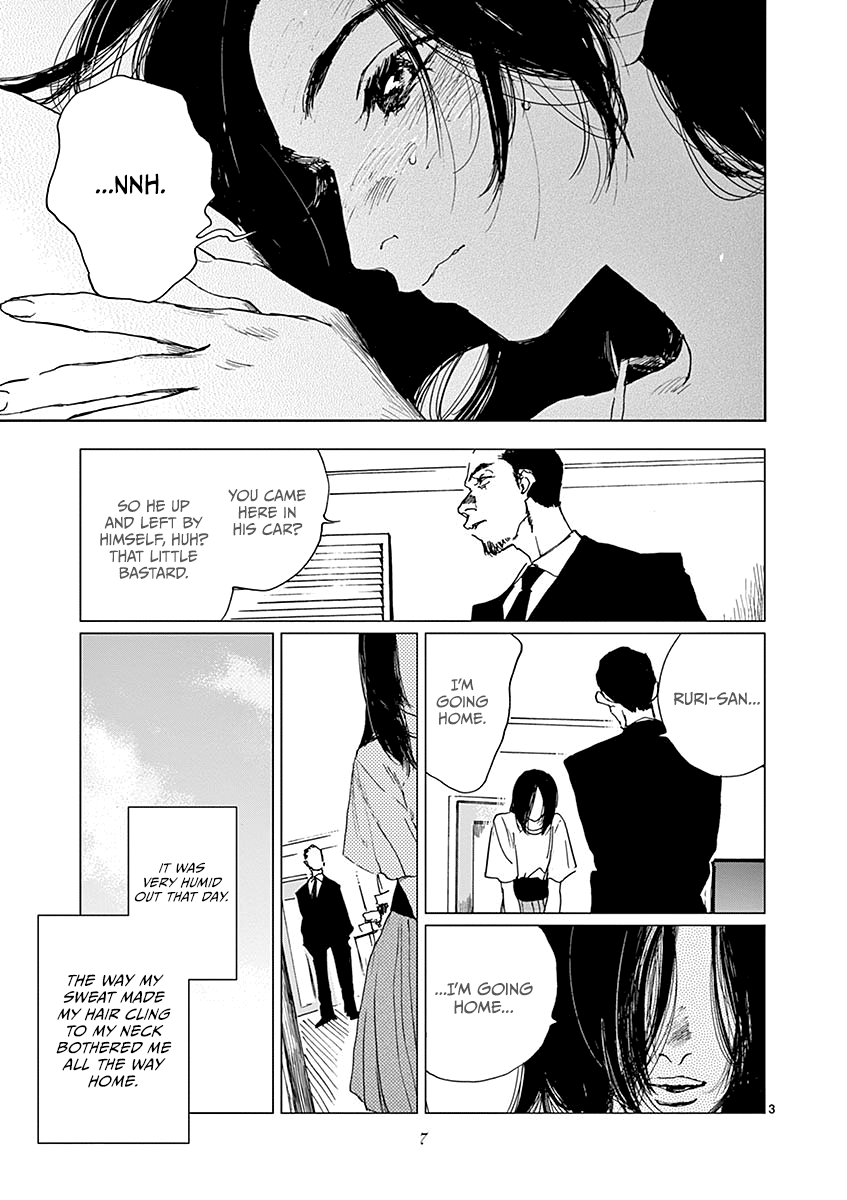 ...NNH.
YOU CAME
HERE IN
HIS CAR?
SO HE UP
AND LEFT BY
HIMSELF, HUH?
THAT LITTLE
BASTARD.
RURI-SAN...
I'M
GOING
HOME.
...I'M GOING
HOME...
IT WAS
VERY HUMID
OUT THAT DAY.
THE WAY MY
SWEAT MADE
MY HAIR CLING
TO MY NECK
BOTHERED ME
ALL THE WAY
HOME.
3
7